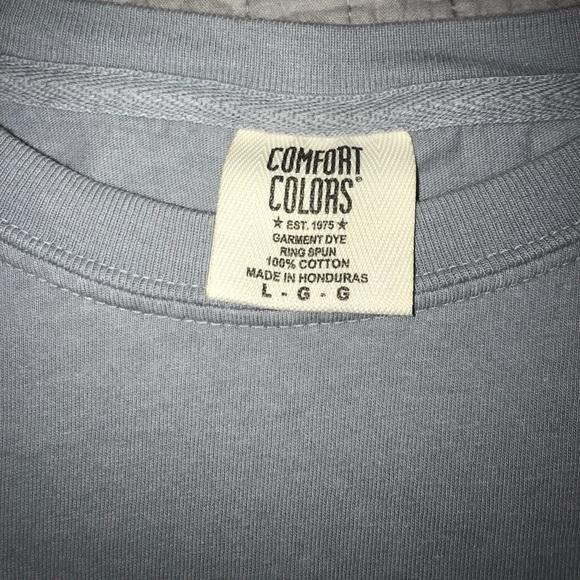 COMFORT
COLORS®
★ EST. 1975 ★
GARMENT DYE
RING SPUN
100% COTTON
MADE IN HONDURAS
L - G - G